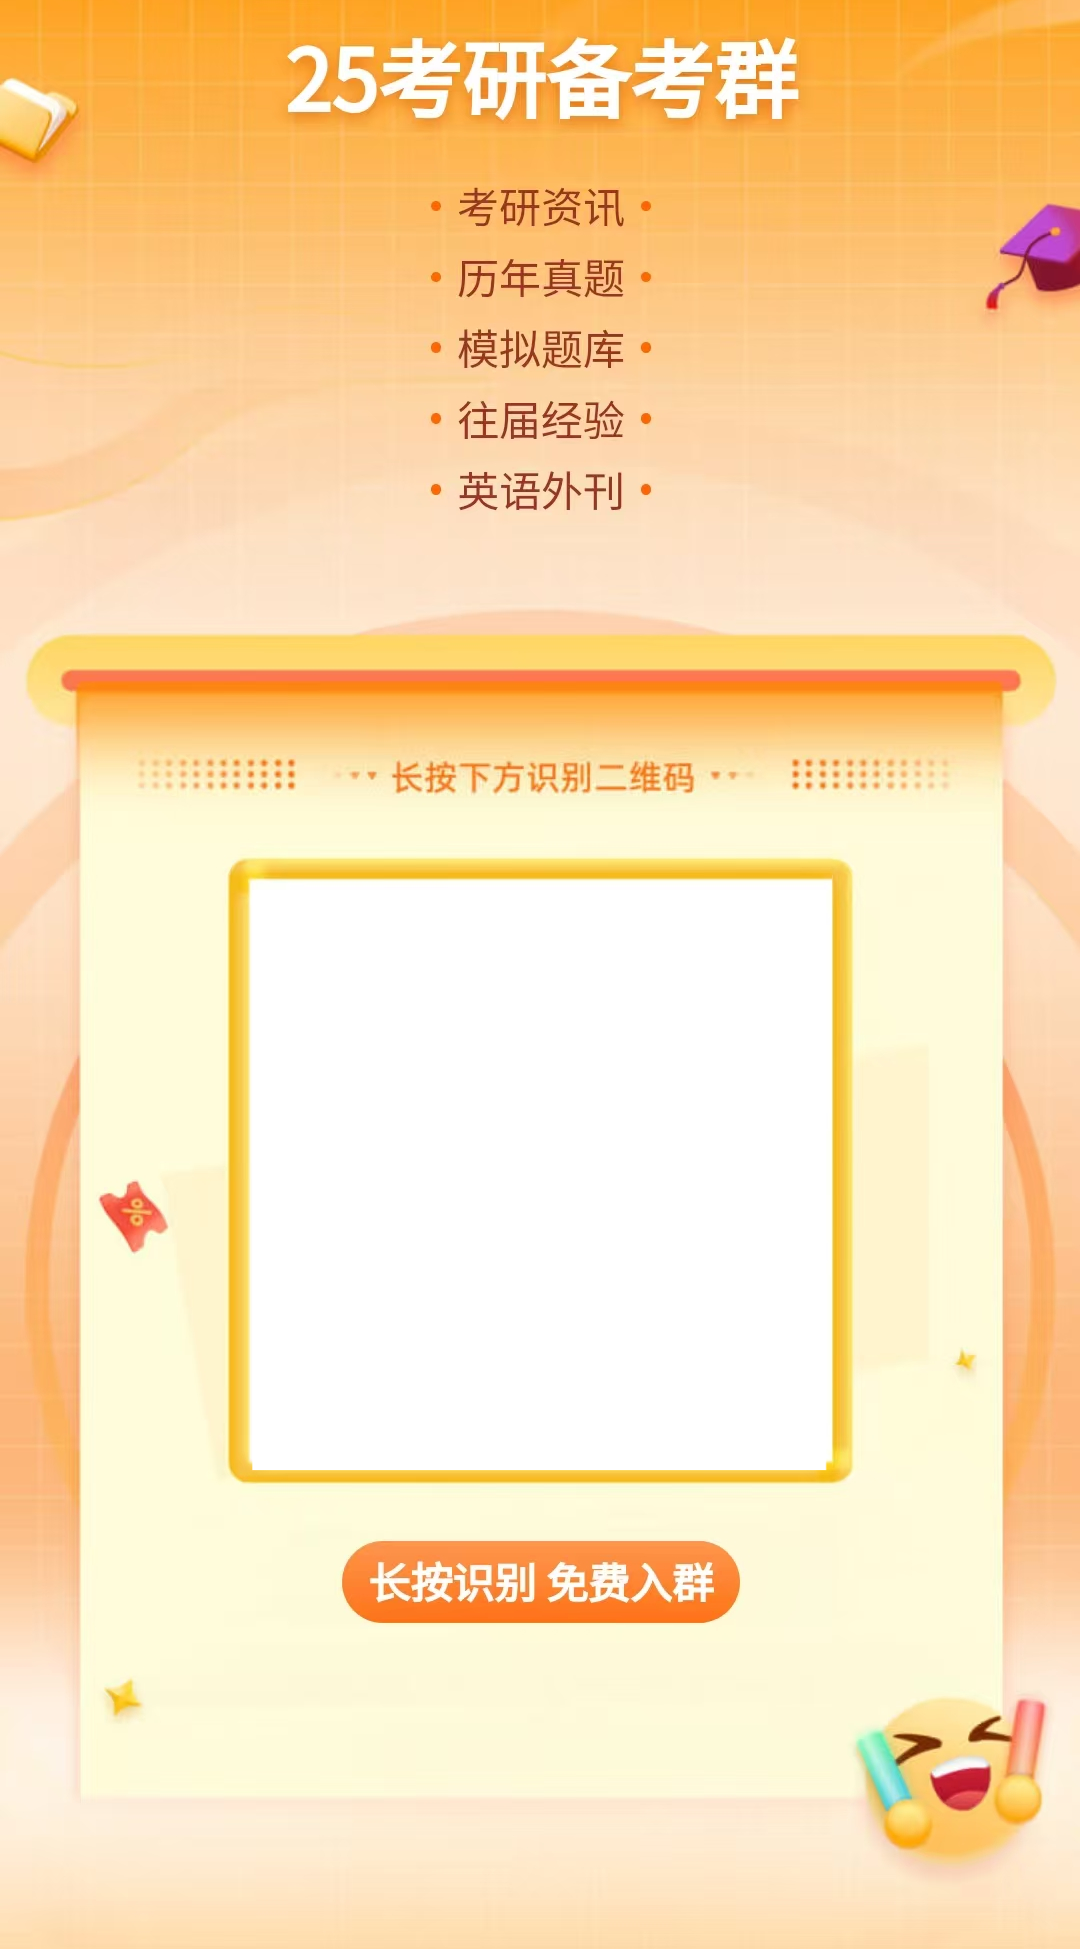 25考研备考群
• 考研资讯 •
• 历年真题 •
• 模拟题库 •
• 往届经验 •
• 英语外刊 •
长按下方识别二维码
%
长按识别 免费入群